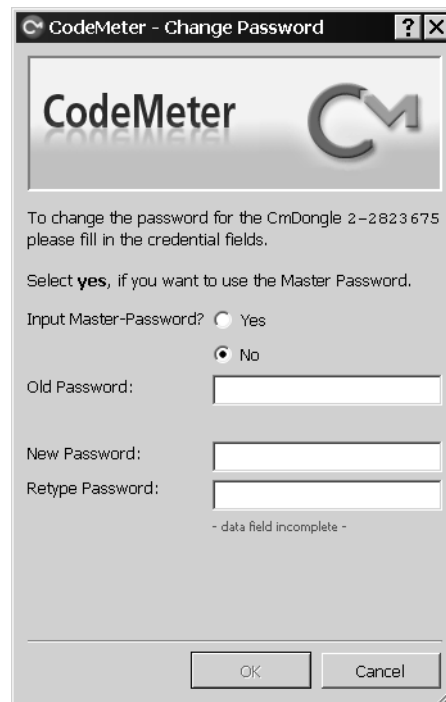 CodeMeter - Change Password ? X
CodeMeter
To change the password for the CmDongle 2-2823675
please fill in the credential fields.
Select yes, if you want to use the Master Password.
Input Master-Password? Yes
No
Old Password:
New Password:
Retype Password:
- data field incomplete -
OK Cancel